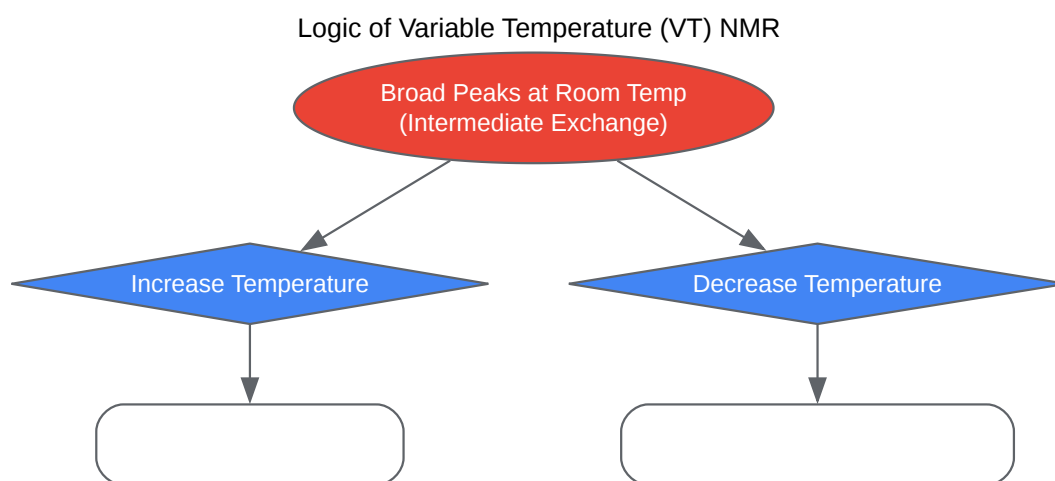 Logic of Variable Temperature (VT) NMR
Broad Peaks at Room Temp
(Intermediate Exchange)
Increase Temperature
Decrease Temperature